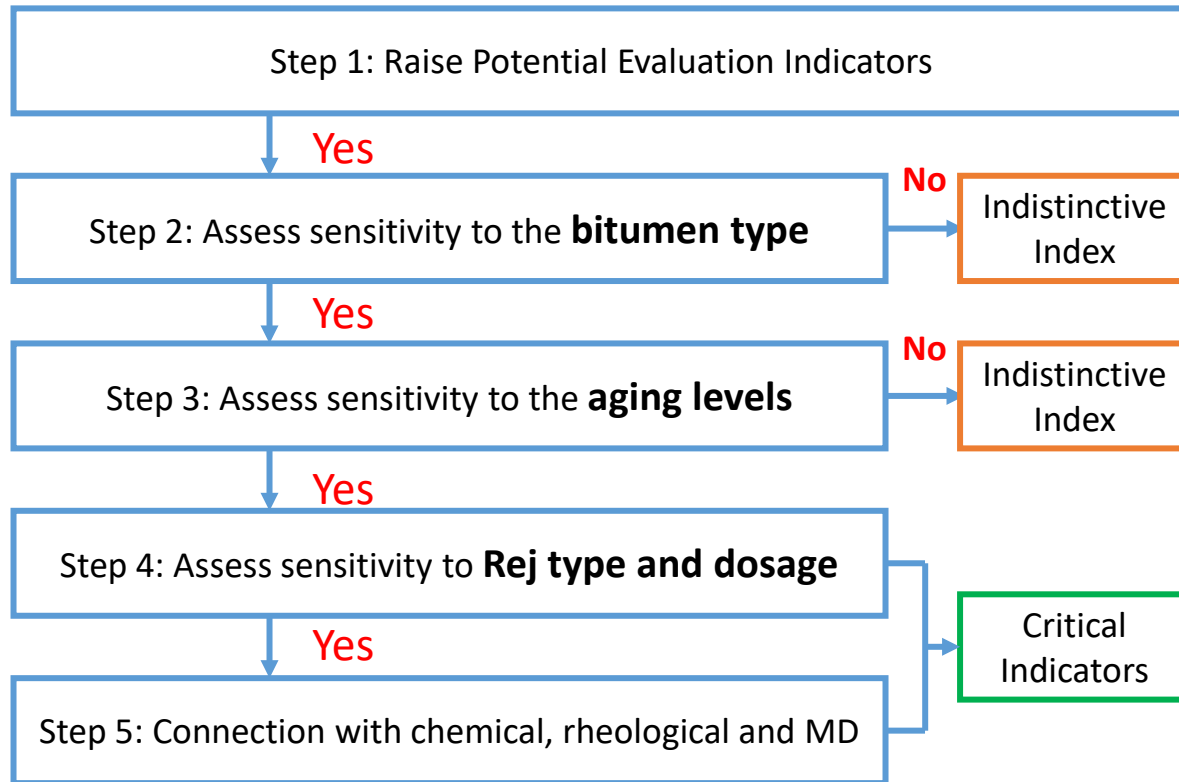 Step 1: Raise Potential Evaluation Indicators
Yes
No
Step 2: Assess sensitivity to the bitumen type
Indistinctive
Index
Yes
No
Step 3: Assess sensitivity to the aging levels
Indistinctive
Index
Yes
Step 4: Assess sensitivity to Rej type and dosage
Yes
Critical
Indicators
Step 5: Connection with chemical, rheological and MD